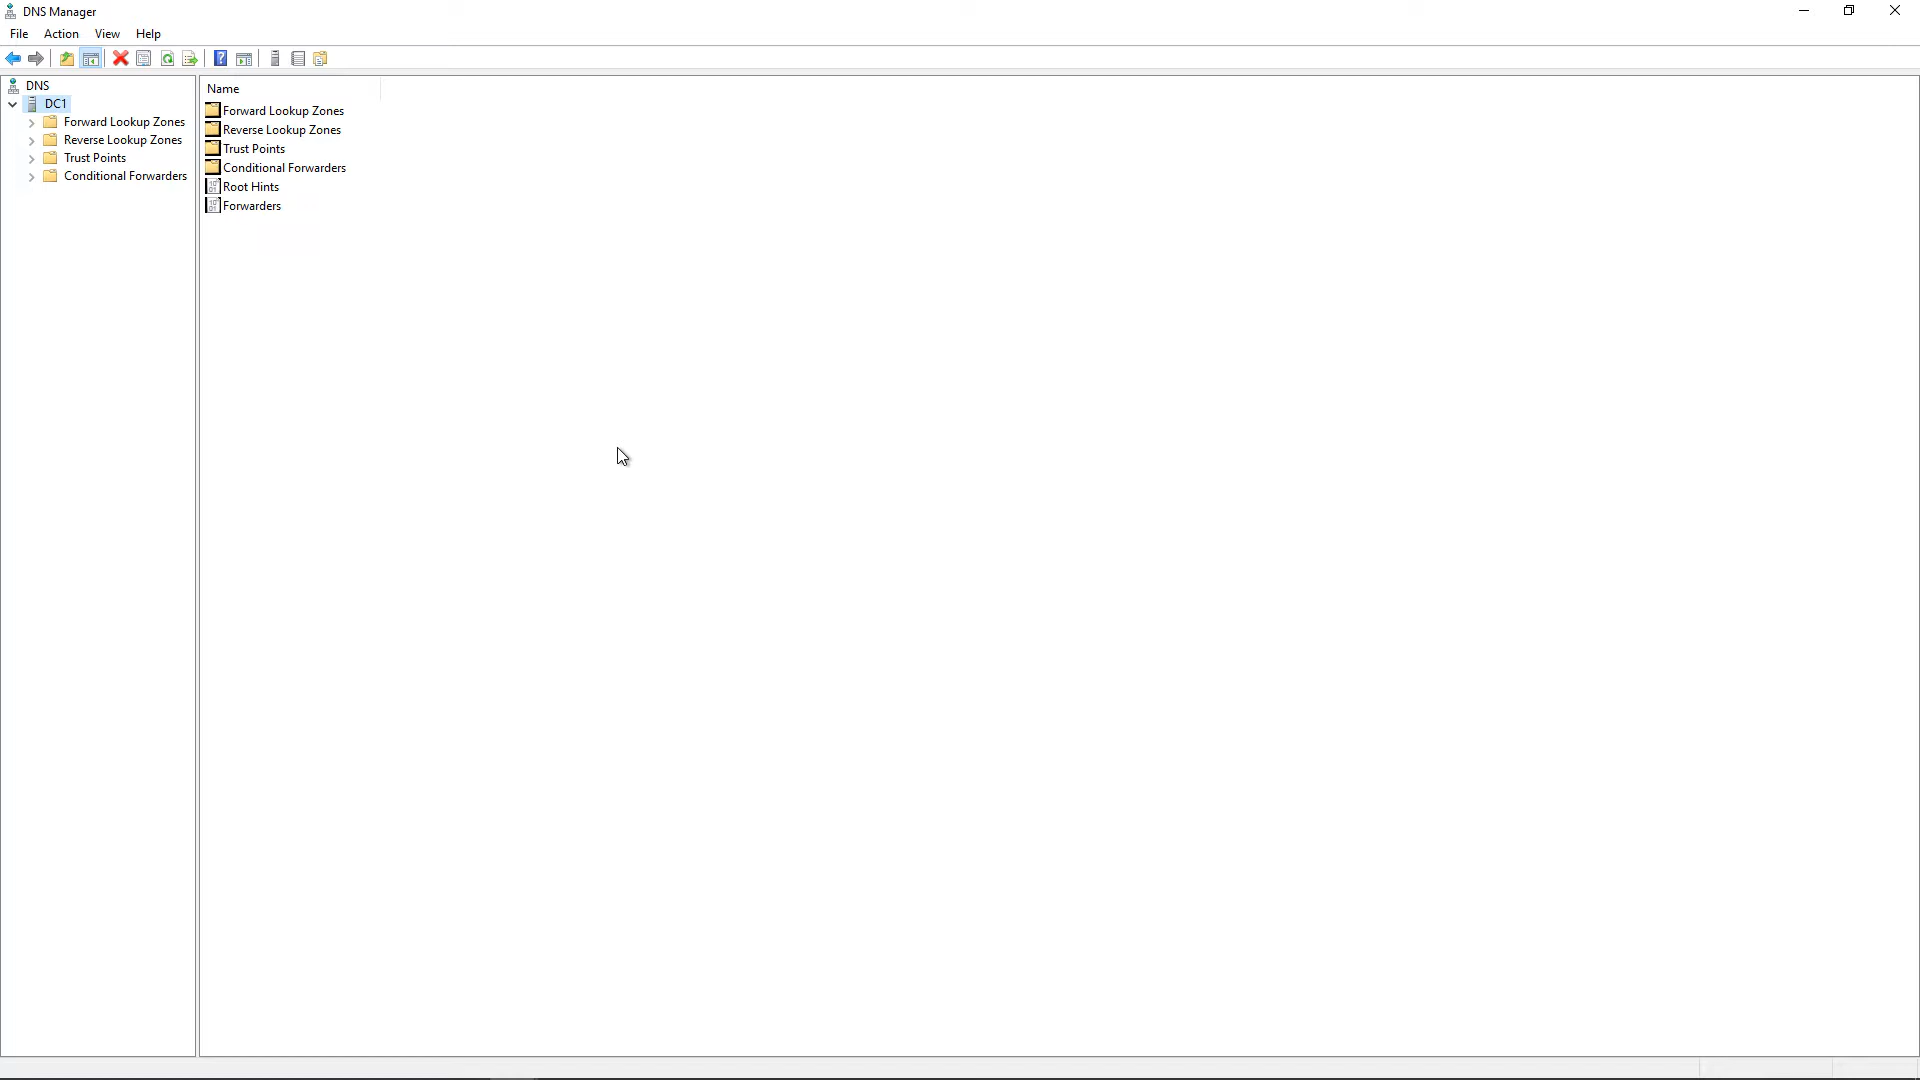 DNS Manager
File Action View Help
DNS
DC1
Forward Lookup Zones
Reverse Lookup Zones
Trust Points
Conditional Forwarders
Name
Forward Lookup Zones
Reverse Lookup Zones
Trust Points
Conditional Forwarders
Root Hints
Forwarders